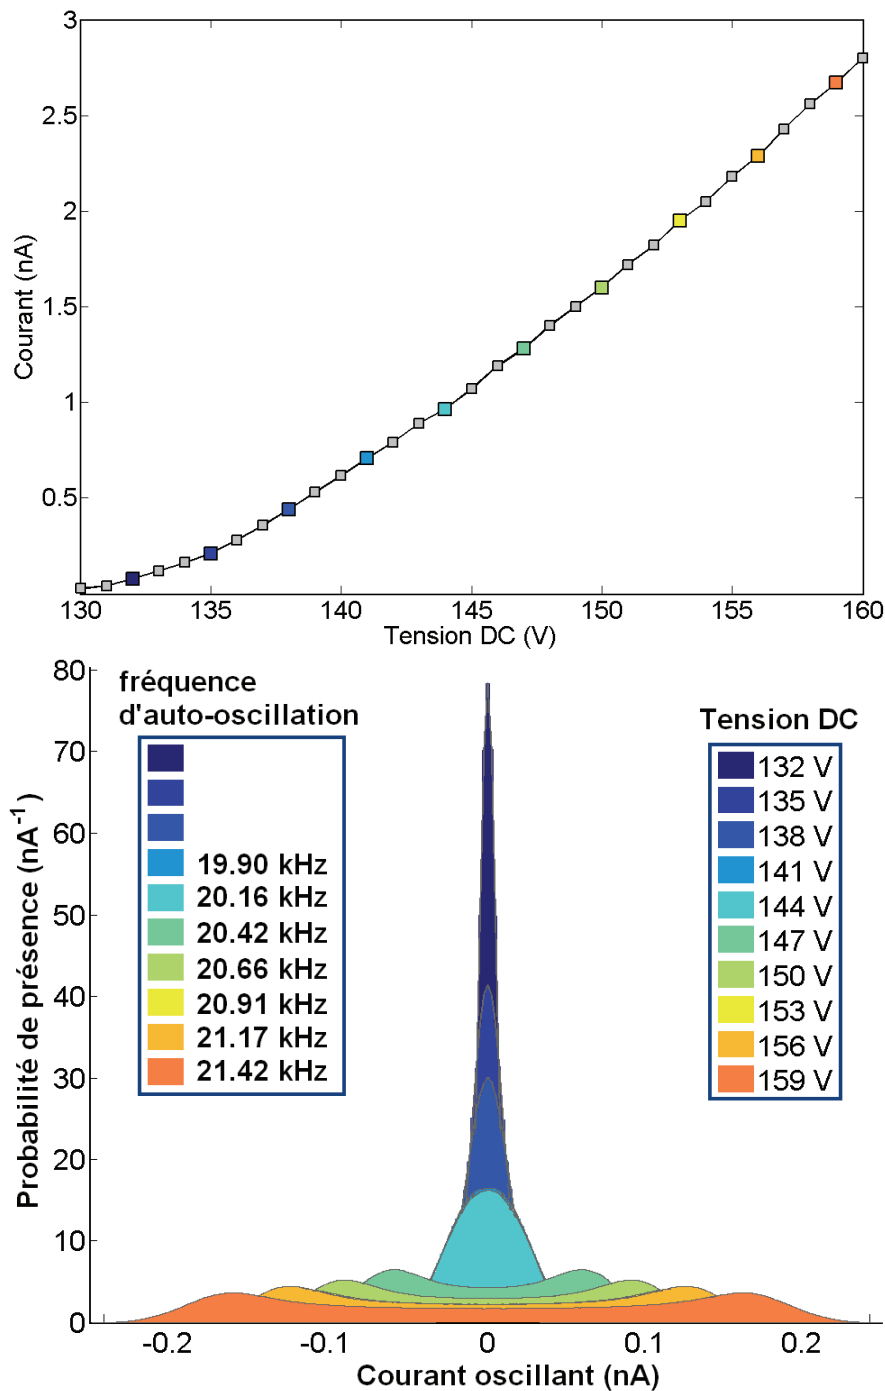 3
2.5
2
1.5
1
0.5
Courant (nA)
130 135 140 145 150 155 160
Tension DC (V)
80
70
60
50
40
30
20
10
0
Probabilité de présence (nA⁻¹ )
fréquence
d'auto-oscillation
19.90 kHz
20.16 kHz
20.42 kHz
20.66 kHz
20.91 kHz
21.17 kHz
21.42 kHz
Tension DC
132 V
135 V
138 V
141 V
144 V
147 V
150 V
153 V
156 V
159 V
-0.2 -0.1 0 0.1 0.2
Courant oscillant (nA)